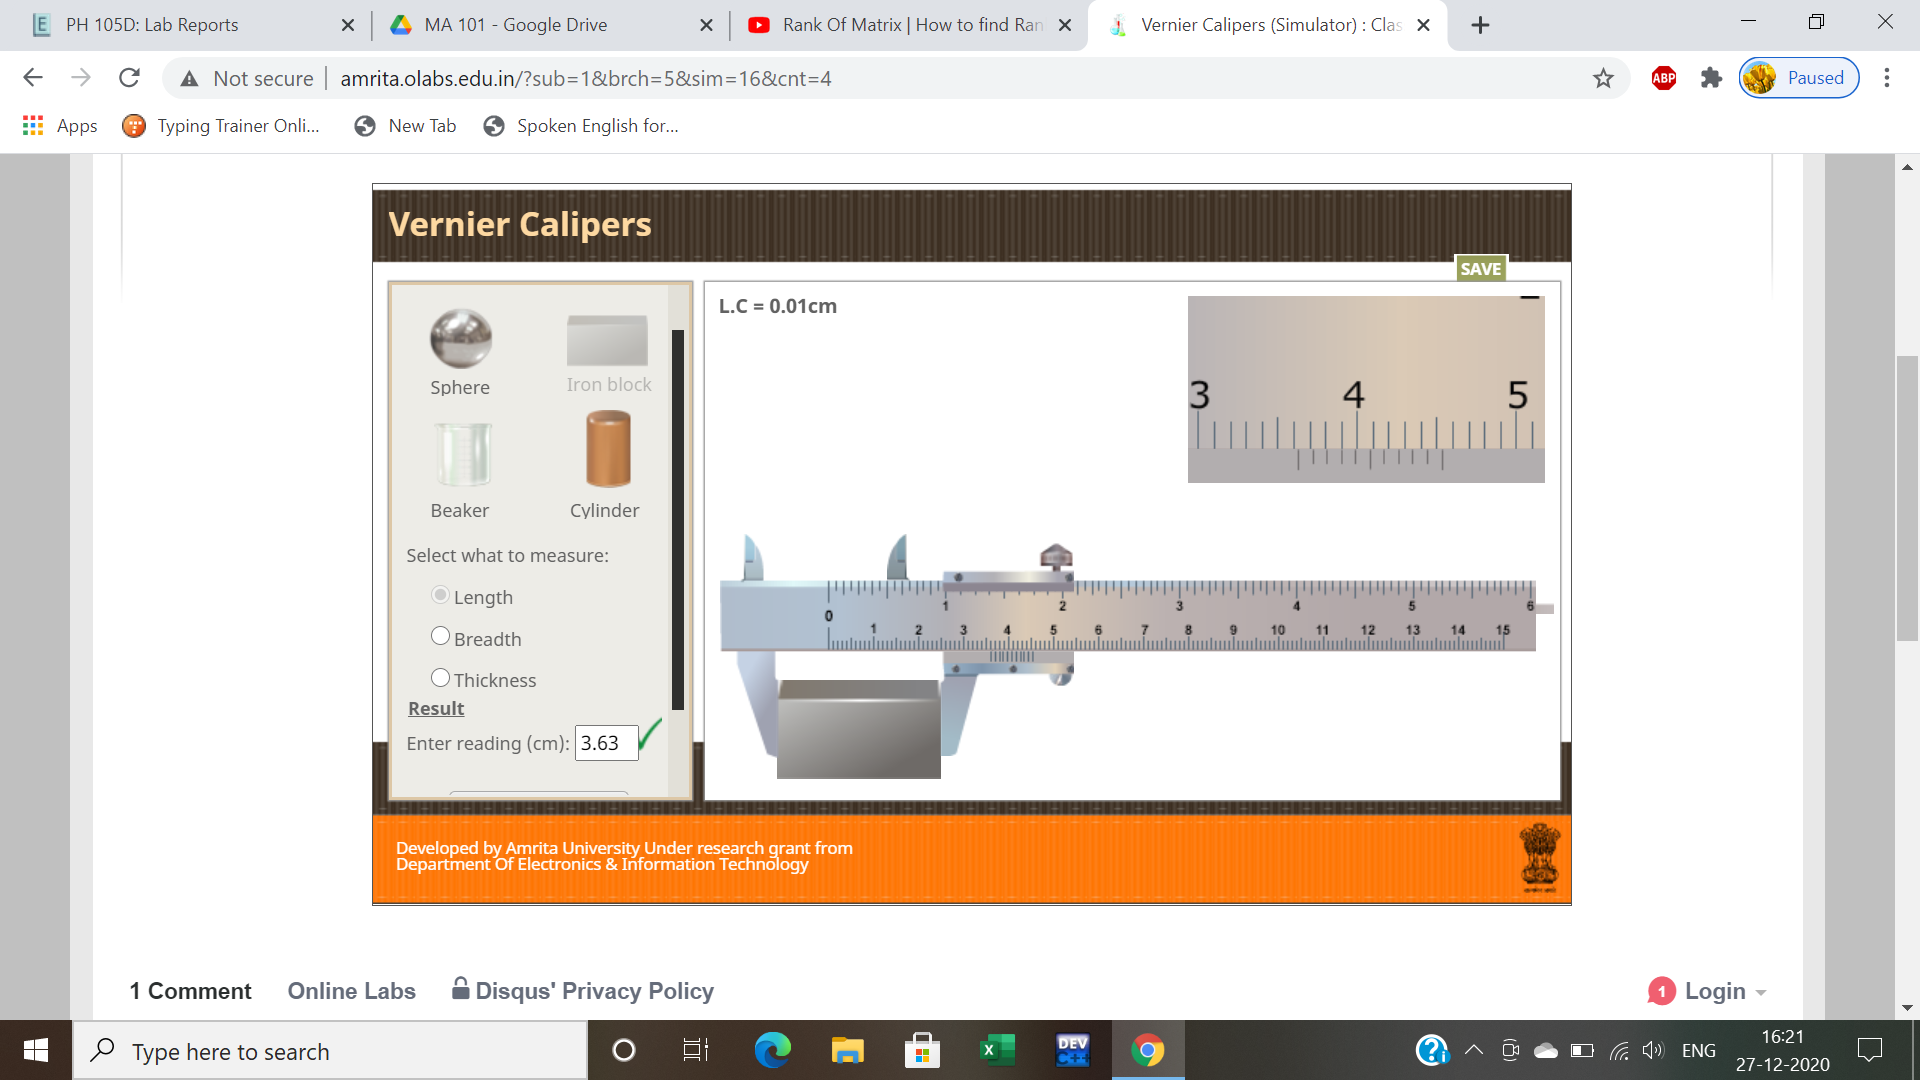 PH 105D: Lab Reports
MA 101 - Google Drive
Rank Of Matrix | How to find Ran
Vernier Calipers (Simulator) : Clas
Not secure
amrita.olabs.edu.in/?sub=1&brch=5&sim=16&cnt=4
ABP
Paused
Apps
Typing Trainer Onli...
New Tab
Spoken English for...
Vernier Calipers
SAVE
L.C = 0.01cm
Sphere
Iron block
Beaker
Cylinder
Select what to measure:
Length
Breadth
Thickness
Result
Enter reading (cm): 3.63
3 4 5
1 2 3 4 5 6
0
1 2 3 4 5 6 7 8 9 10 11 12 13 14 15
Developed by Amrita University Under research grant from
Department Of Electronics & Information Technology
1 Comment
Online Labs
Disqus' Privacy Policy
1
Login
Type here to search
DEV
C++
ENG
16:21
27-12-2020